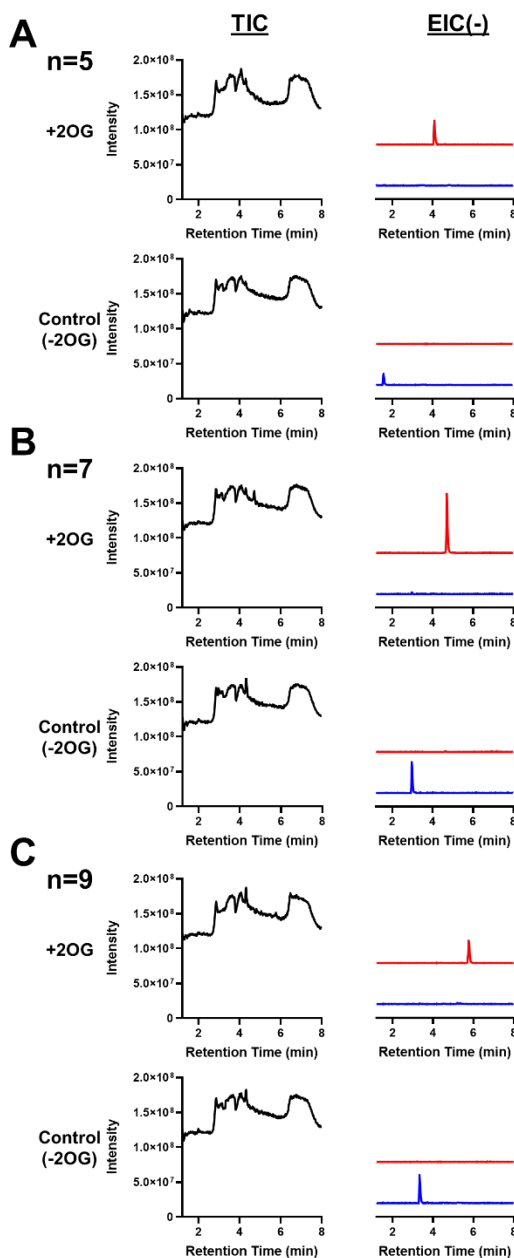 A
TIC
EIC(-)
n=5
+2OG
Intensity
2.0×10⁸
1.5×10⁸
1.0×10⁸
5.0×10⁷
0
2 4 6 8
Retention Time (min)
2 4 6 8
Retention Time (min)
Control
(-2OG)
Intensity
2.0×10⁸
1.5×10⁸
1.0×10⁸
5.0×10⁷
0
2 4 6 8
Retention Time (min)
2 4 6 8
Retention Time (min)
B
n=7
+2OG
Intensity
2.0×10⁸
1.5×10⁸
1.0×10⁸
5.0×10⁷
0
2 4 6 8
Retention Time (min)
2 4 6 8
Retention Time (min)
Control
(-2OG)
Intensity
2.0×10⁸
1.5×10⁸
1.0×10⁸
5.0×10⁷
0
2 4 6 8
Retention Time (min)
2 4 6 8
Retention Time (min)
C
n=9
+2OG
Intensity
2.0×10⁸
1.5×10⁸
1.0×10⁸
5.0×10⁷
0
2 4 6 8
Retention Time (min)
2 4 6 8
Retention Time (min)
Control
(-2OG)
Intensity
2.0×10⁸
1.5×10⁸
1.0×10⁸
5.0×10⁷
0
2 4 6 8
Retention Time (min)
2 4 6 8
Retention Time (min)